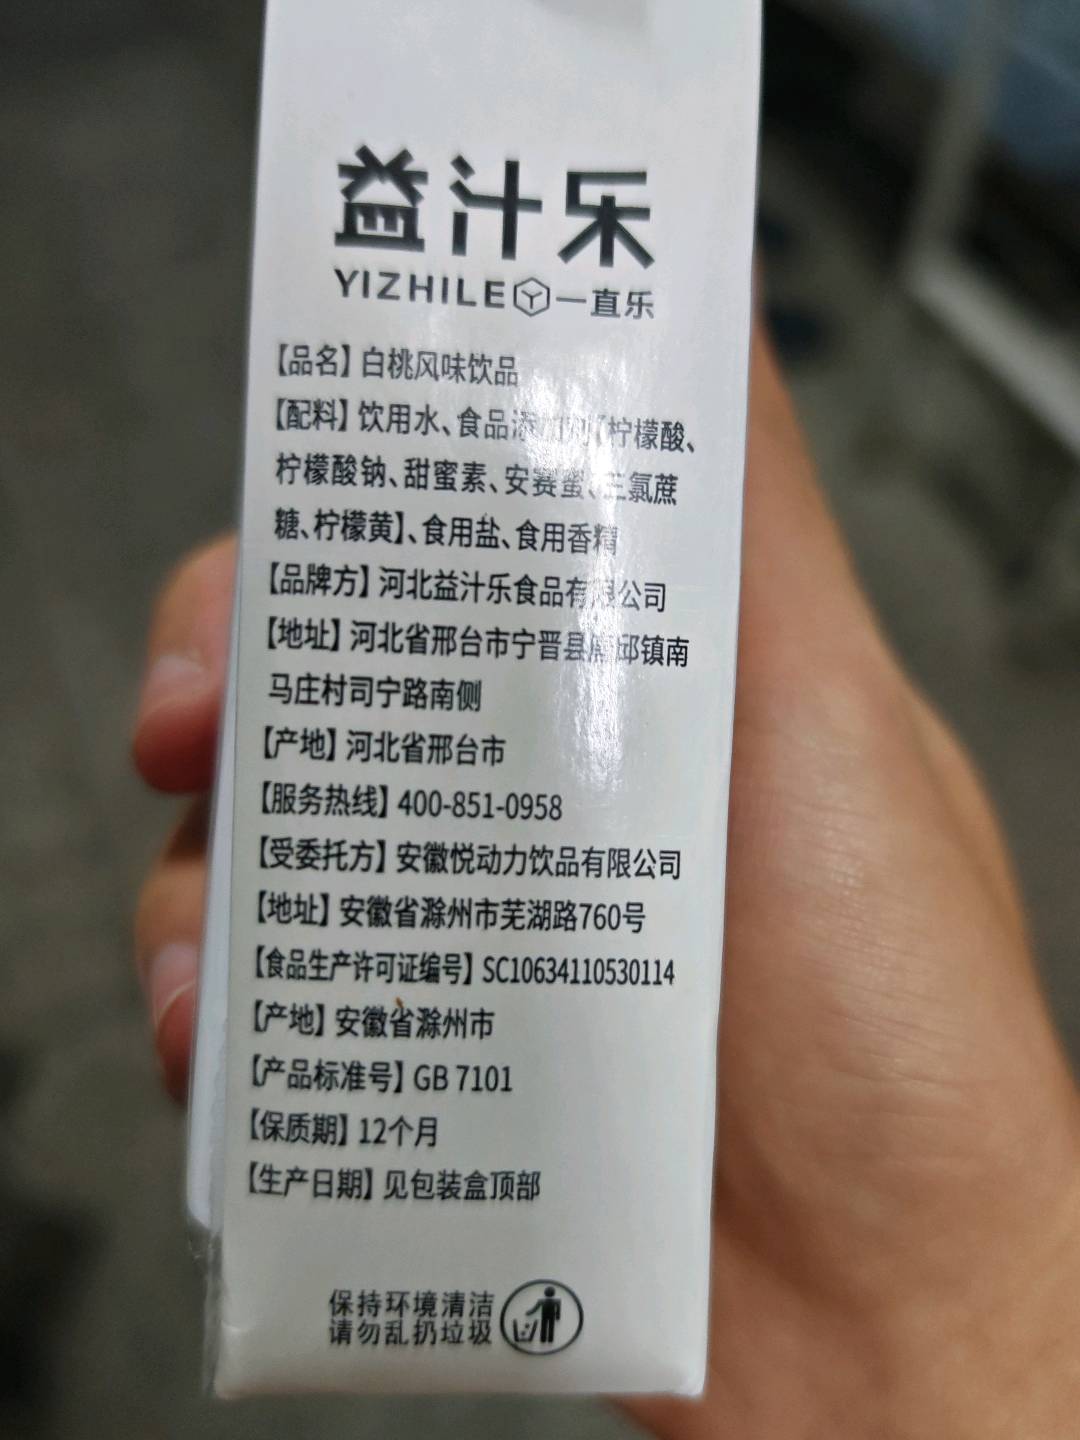 益汁乐
YIZHILE 一直乐
【品名】白桃风味饮品
【配料】饮用水、食品添加剂【柠檬酸、
柠檬酸钠、甜蜜素、安赛蜜、三氯蔗
糖、柠檬黄】、食用盐、食用香精
【品牌方】河北益汁乐食品有限公司
【地址】河北省邢台市宁晋县 邱镇南
马庄村司宁路南侧
【产地】河北省邢台市
【服务热线】400-851-0958
【受委托方】安徽悦动力饮品有限公司
【地址】安徽省滁州市芜湖路760号
【食品生产许可证编号】SC10634110530114
【产地】安徽省滁州市
【产品标准号】GB 7101
【保质期】12个月
【生产日期】见包装盒顶部
保持环境清洁
请勿乱扔垃圾